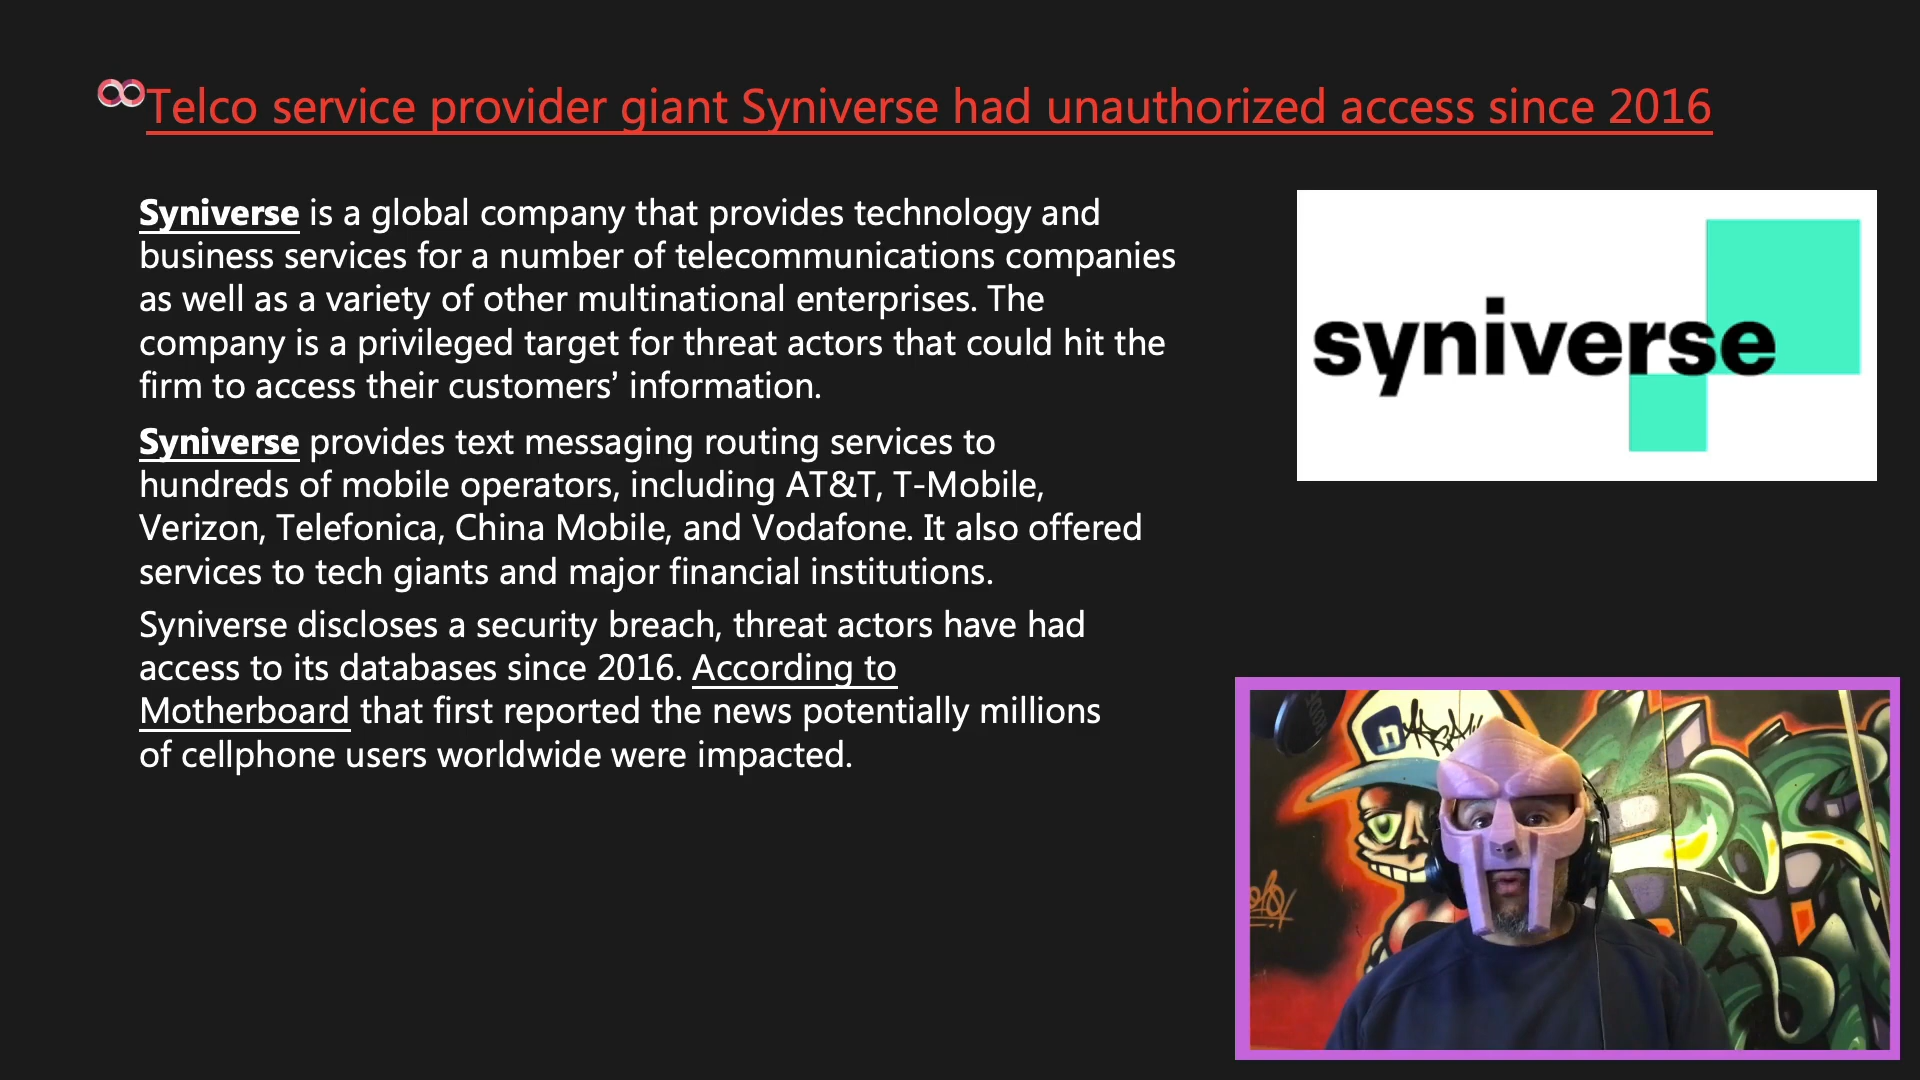 Telco service provider giant Syniverse had unauthorized access since 2016
Syniverse is a global company that provides technology and
business services for a number of telecommunications companies
as well as a variety of other multinational enterprises. The
company is a privileged target for threat actors that could hit the
firm to access their customers’ information.
Syniverse provides text messaging routing services to
hundreds of mobile operators, including AT&T, T-Mobile,
Verizon, Telefonica, China Mobile, and Vodafone. It also offered
services to tech giants and major financial institutions.
Syniverse discloses a security breach, threat actors have had
access to its databases since 2016. According to
Motherboard that first reported the news potentially millions
of cellphone users worldwide were impacted.
syniverse